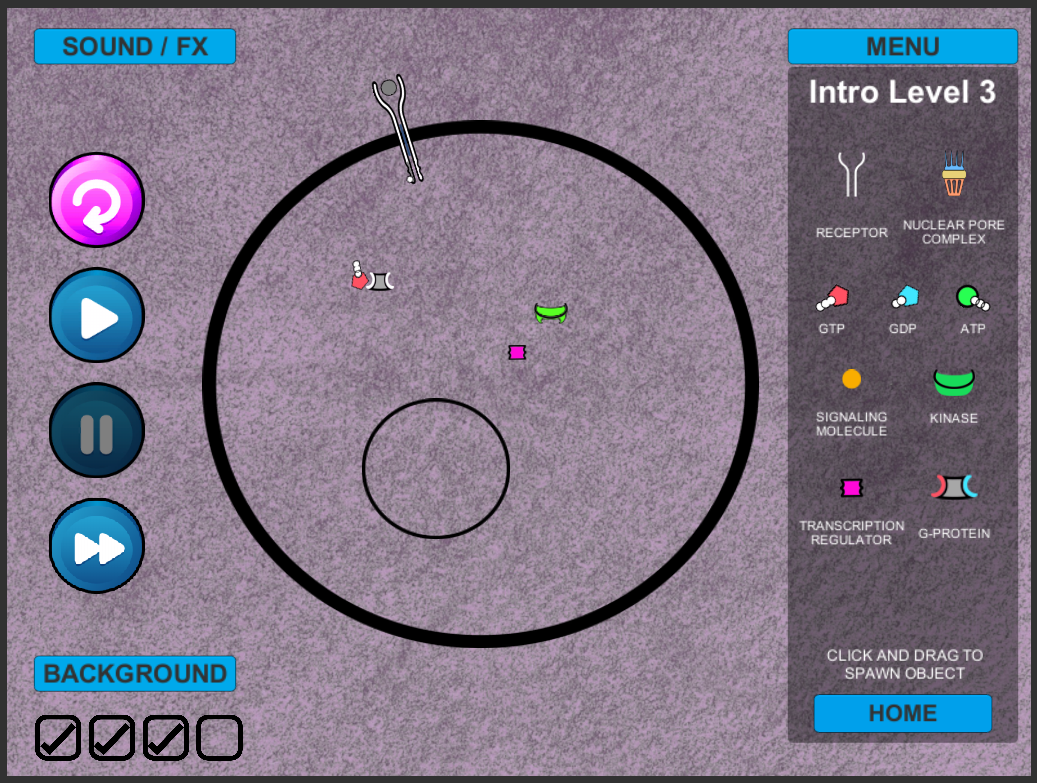 SOUND / FX
MENU
Intro Level 3
RECEPTOR
NUCLEAR PORE
COMPLEX
GTP
GDP
ATP
SIGNALING
MOLECULE
KINASE
TRANSCRIPTION
REGULATOR
G-PROTEIN
CLICK AND DRAG TO
SPAWN OBJECT
HOME
BACKGROUND